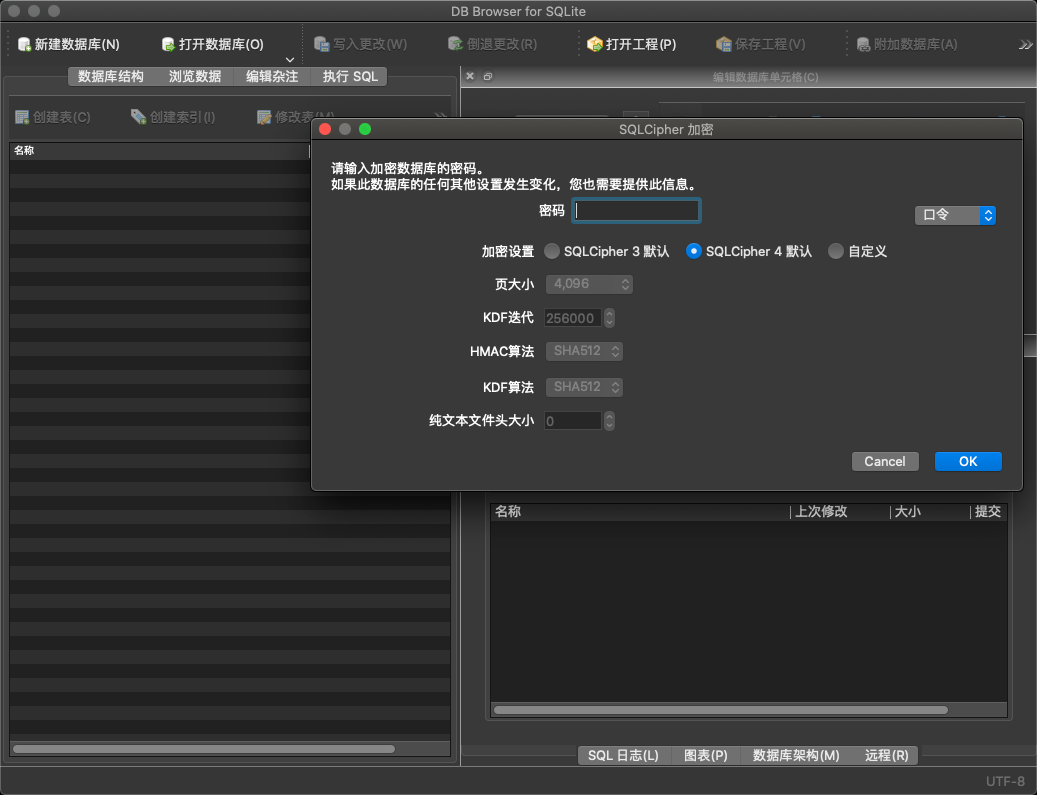 DB Browser for SQLite
新建数据库(N) 打开数据库(O) 写入更改(W) 倒退更改(R) 打开工程(P) 保存工程(V) 附加数据库(A)
数据库结构 浏览数据 编辑杂注 执行 SQL
编辑数据库单元格(C)
创建表(C) 创建索引(I) 修改表(M)
名称
SQLCipher 加密
请输入加密数据库的密码。
如果此数据库的任何其他设置发生变化，您也需要提供此信息。
密码 口令
加密设置 SQLCipher 3 默认 SQLCipher 4 默认 自定义
页大小 4,096
KDF迭代 256000
HMAC算法 SHA512
KDF算法 SHA512
纯文本文件头大小 0
Cancel OK
名称 上次修改 大小 提交
SQL 日志(L) 图表(P) 数据库架构(M) 远程(R)
UTF-8